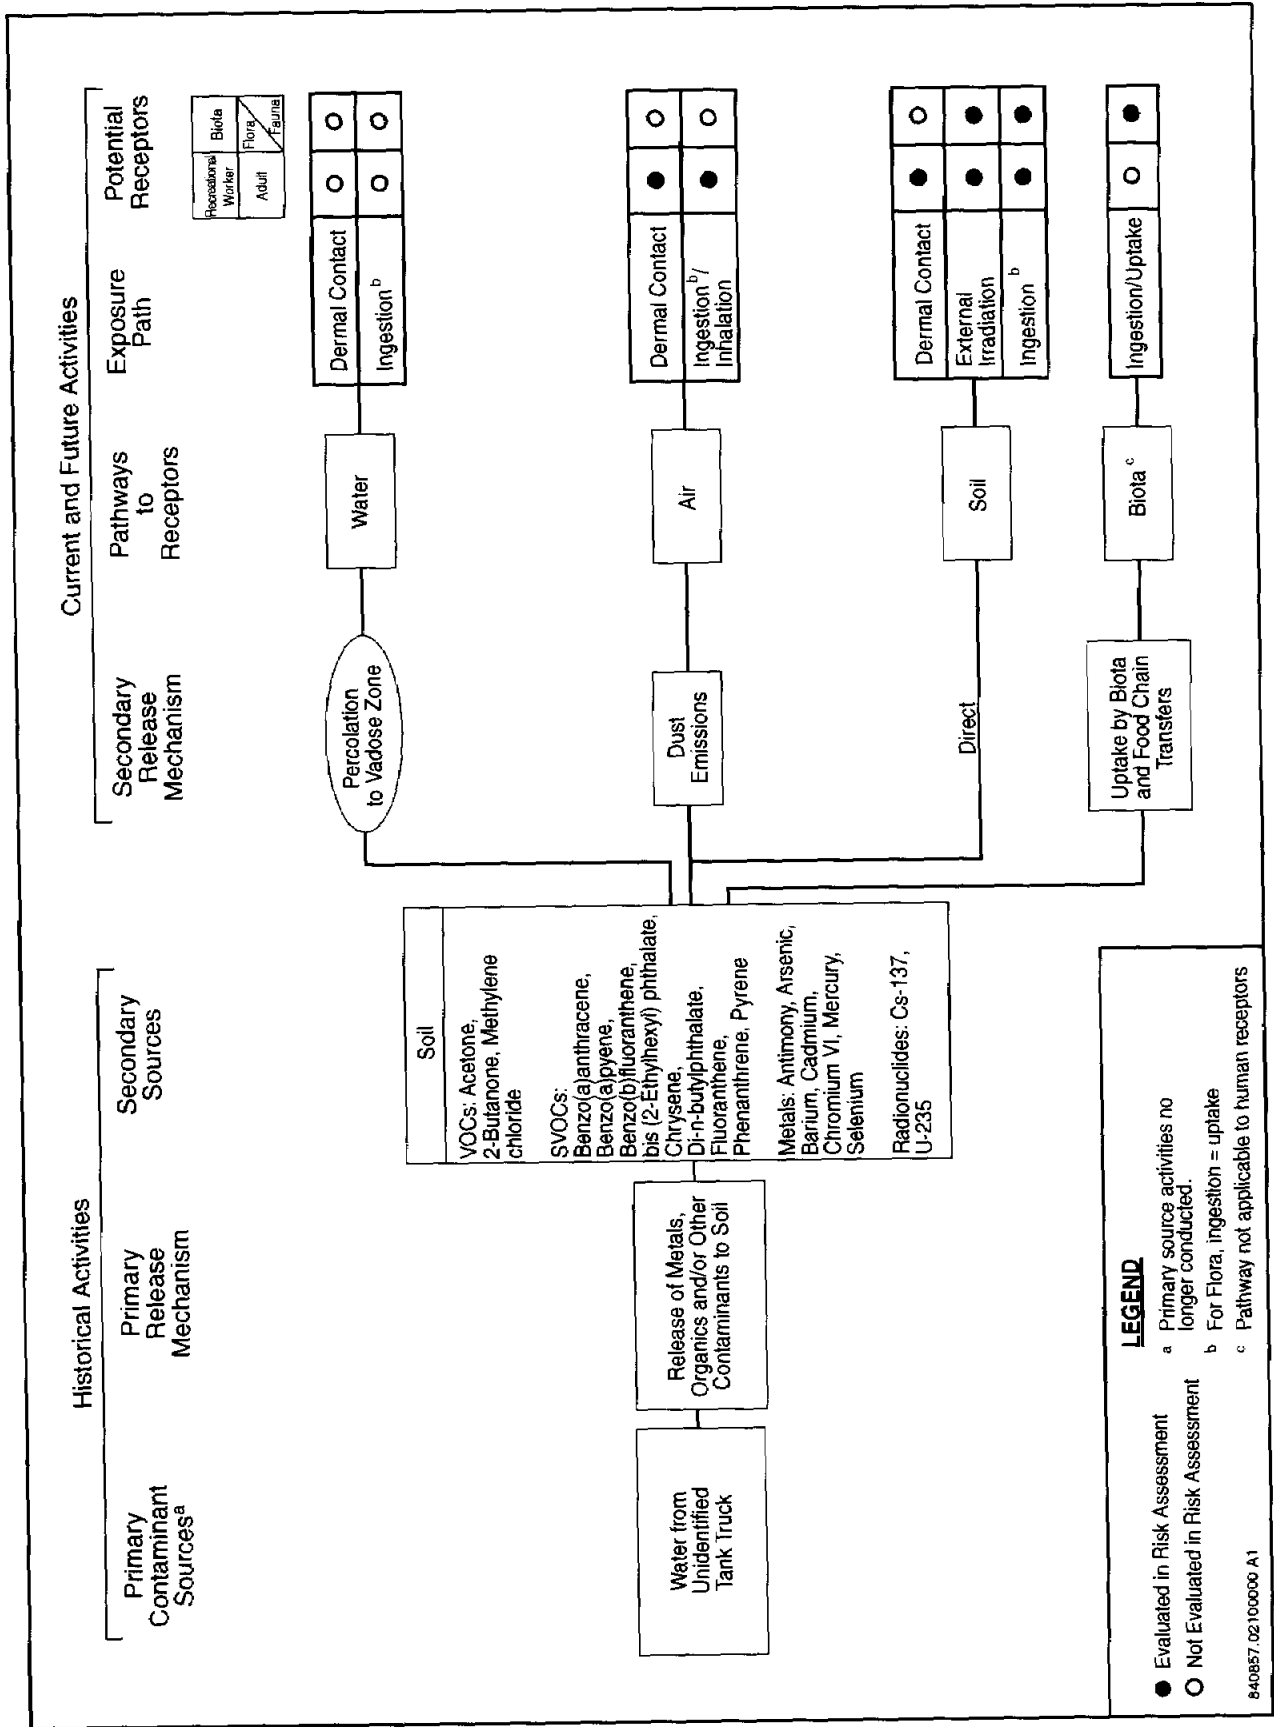 Historical Activities
Current and Future Activities
Primary
Contaminant
Sourcesa
Primary
Release
Mechanism
Secondary
Sources
Secondary
Release
Mechanism
Pathways
to
Receptors
Exposure
Path
Potential
Receptors
Recreational
Worker
Biota
Adult
Flora
Fauna
Water from
Unidentified
Tank Truck
Release of Metals,
Organics and/or Other
Contaminants to Soil
Soil
VOCs: Acetone,
2-Butanone, Methylene
chloride
SVOCs:
Benzo(a)anthracene,
Benzo(a)pyene,
Benzo(b)fluoranthene,
bis (2-Ethylhexyl) phthalate,
Chrysene,
Di-n-butylphthalate,
Fluoranthene,
Phenanthrene, Pyrene
Metals: Antimony, Arsenic,
Barium, Cadmium,
Chromium VI, Mercury,
Selenium
Radionuclides: Cs-137,
U-235
Percolation
to Vadose Zone
Water
Dermal Contact
Ingestion b
Dust
Emissions
Air
Dermal Contact
Ingestion b/
Inhalation
Direct
Soil
Dermal Contact
External
Irradiation
Ingestion b
Uptake by Biota
and Food Chain
Transfers
Biota c
Ingestion/Uptake
LEGEND
● Evaluated in Risk Assessment
O Not Evaluated in Risk Assessment
a Primary source activities no
longer conducted.
b For Flora, ingestion = uptake
c Pathway not applicable to human receptors
840857.02100000 A1